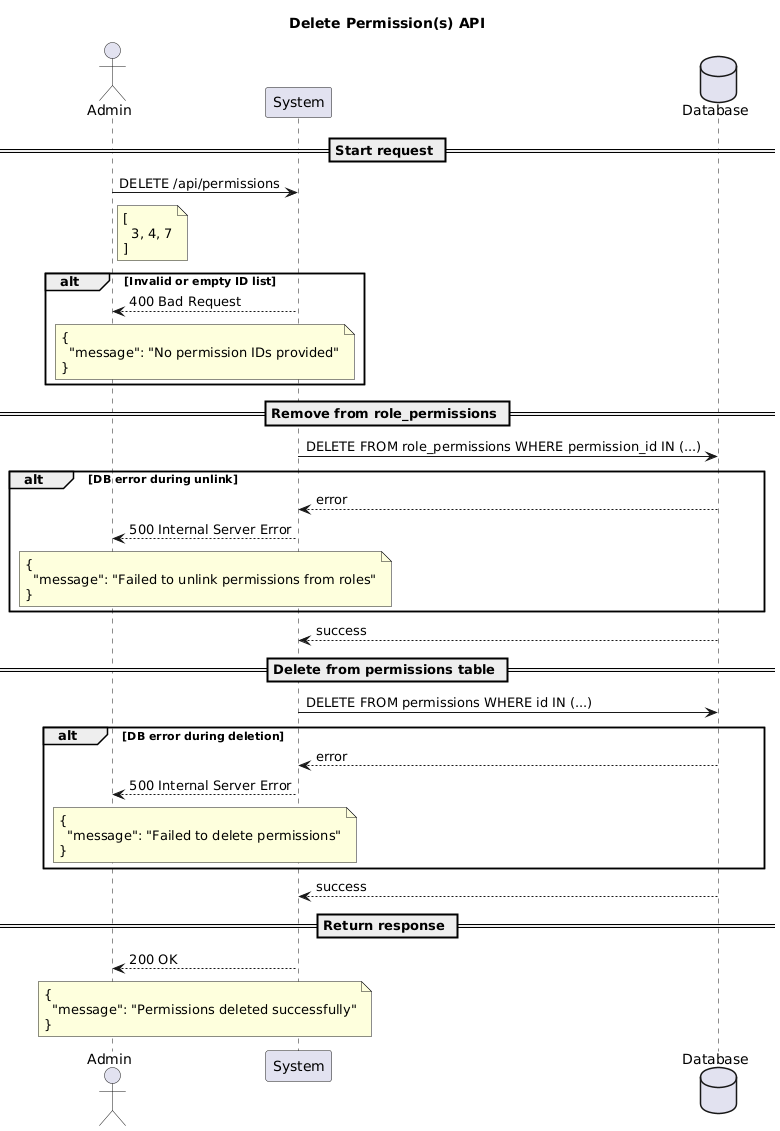 Delete Permission(s) API
Admin
System
Database
Start request
DELETE /api/permissions
[
3, 4, 7
]
alt [Invalid or empty ID list]
400 Bad Request
{
"message": "No permission IDs provided"
}
Remove from role_permissions
DELETE FROM role_permissions WHERE permission_id IN (...)
alt [DB error during unlink]
error
500 Internal Server Error
{
"message": "Failed to unlink permissions from roles"
}
success
Delete from permissions table
DELETE FROM permissions WHERE id IN (...)
alt [DB error during deletion]
error
500 Internal Server Error
{
"message": "Failed to delete permissions"
}
success
Return response
200 OK
{
"message": "Permissions deleted successfully"
}
Admin
System
Database